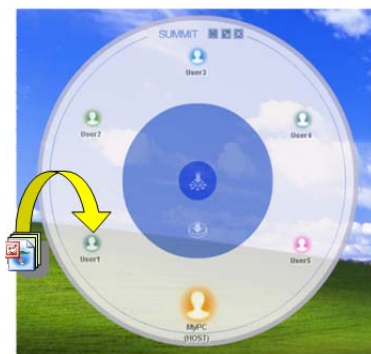 SUMMIT
User3
User2
User4
User1
User5
MyPC
(HOST)